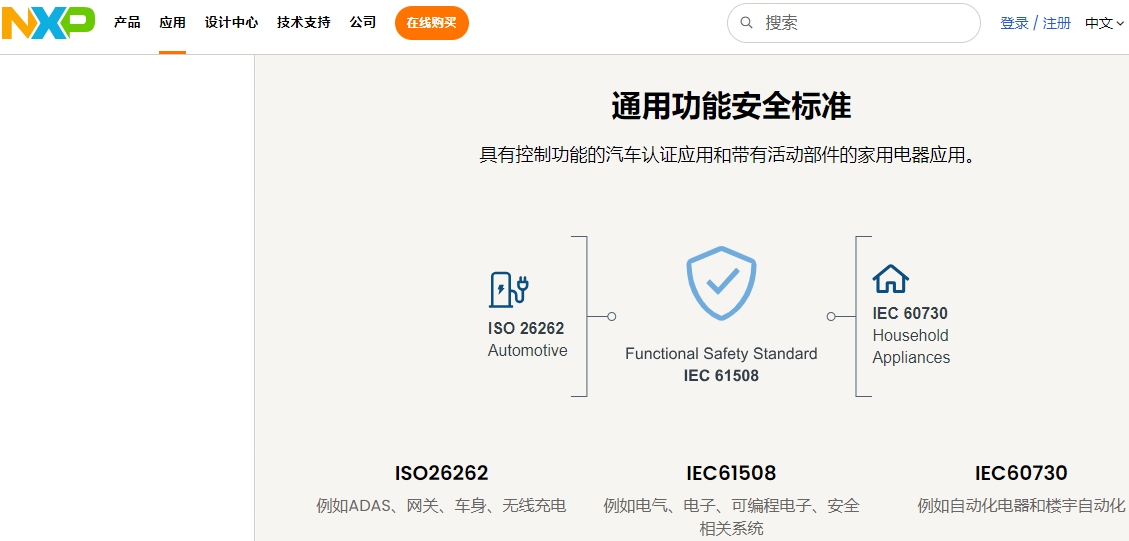 NXP 产品 应用 设计中心 技术支持 公司 在线购买 搜索 登录 / 注册 中文
通用功能安全标准
具有控制功能的汽车认证应用和带有活动部件的家用电器应用。
ISO 26262
Automotive
Functional Safety Standard
IEC 61508
IEC 60730
Household
Appliances
ISO26262
例如ADAS、网关、车身、无线充电
IEC61508
例如电气、电子、可编程电子、安全
相关系统
IEC60730
例如自动化电器和楼宇自动化